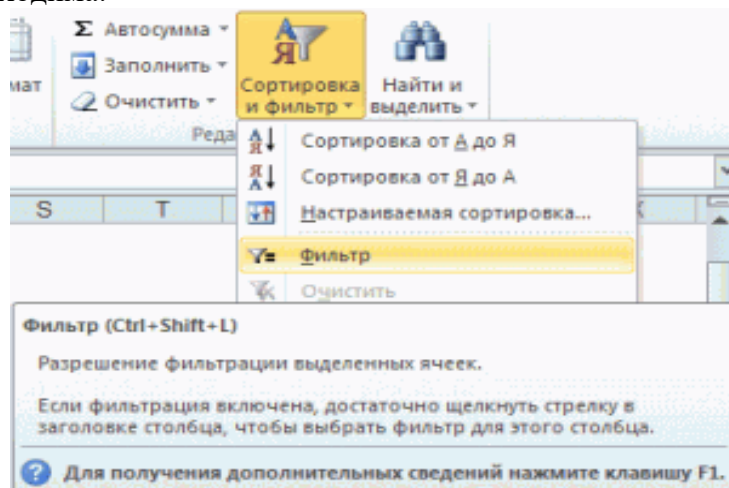 Σ Автосумма
Заполнить
Очистить
мат
Сортировка
и фильтр
Найти и
выделить
Реда
Сортировка от А до Я
Сортировка от Я до А
Настраиваемая сортировка...
Фильтр
Очистить
S T
Фильтр (Ctrl+Shift+L)
Разрешение фильтрации выделенных ячеек.
Если фильтрация включена, достаточно щелкнуть стрелку в
заголовке столбца, чтобы выбрать фильтр для этого столбца.
Для получения дополнительных сведений нажмите клавишу F1.